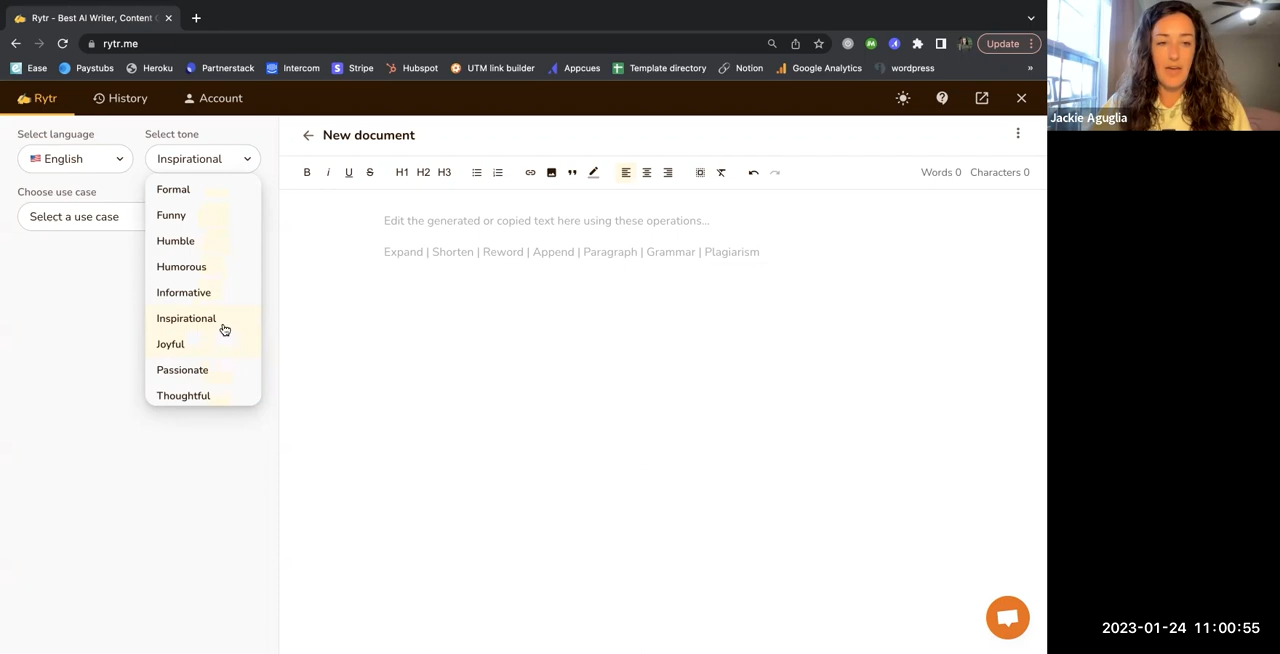 Rytr - Best AI Writer, Content
rytr.me
Update
Ease
Paystubs
Heroku
Partnerstack
Intercom
Stripe
Hubspot
UTM link builder
Appcues
Template directory
Notion
Google Analytics
wordpress
»
Rytr
History
Account
Jackie Aguglia
Select language
Select tone
English
Inspirational
Choose use case
Select a use case
Formal
Funny
Humble
Humorous
Informative
Inspirational
Joyful
Passionate
Thoughtful
New document
B i U S H1 H2 H3
Words 0 Characters 0
Edit the generated or copied text here using these operations...
Expand | Shorten | Reword | Append | Paragraph | Grammar | Plagiarism
2023-01-24 11:00:55